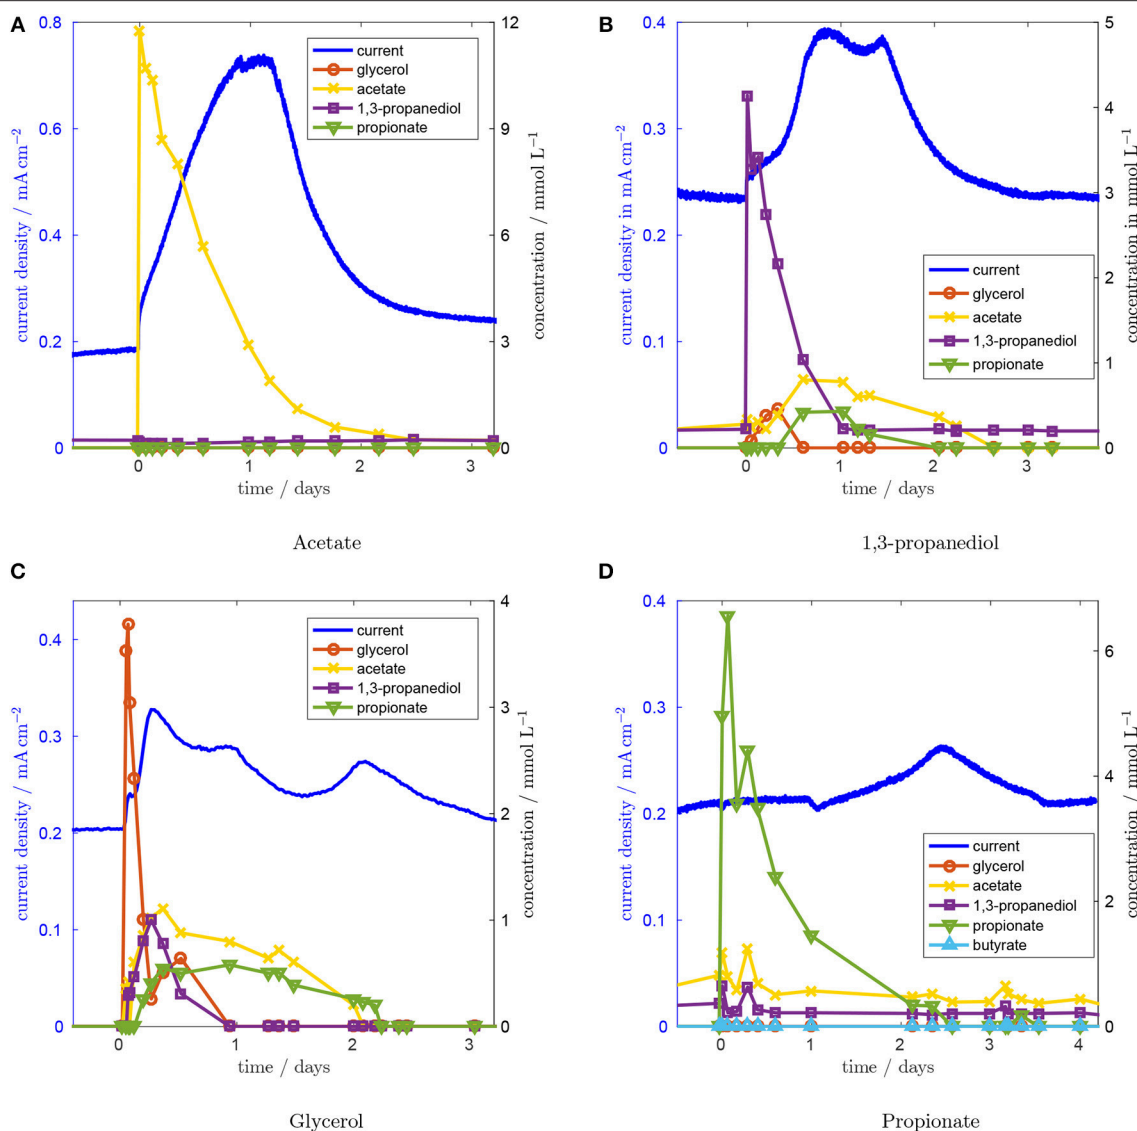 A
0.8
0.6
0.4
0.2
0
12
9
6
3
0
0
1
2
3
current density / mA cm−2
concentration / mmol L−1
time / days
current
glycerol
acetate
1,3-propanediol
propionate
Acetate
B
0.4
0.3
0.2
0.1
0
5
4
3
2
1
0
0
1
2
3
current density in mA cm−2
concentration in mmol L−1
time / days
current
glycerol
acetate
1,3-propanediol
propionate
1,3-propanediol
C
0.4
0.3
0.2
0.1
0
4
3
2
1
0
0
1
2
3
current density / mA cm−2
concentration / mmol L−1
time / days
current
glycerol
acetate
1,3-propanediol
propionate
Glycerol
D
0.4
0.3
0.2
0.1
0
6
4
2
0
0
1
2
3
4
current density / mA cm−2
concentration / mmol L−1
time / days
current
glycerol
acetate
1,3-propanediol
propionate
butyrate
Propionate